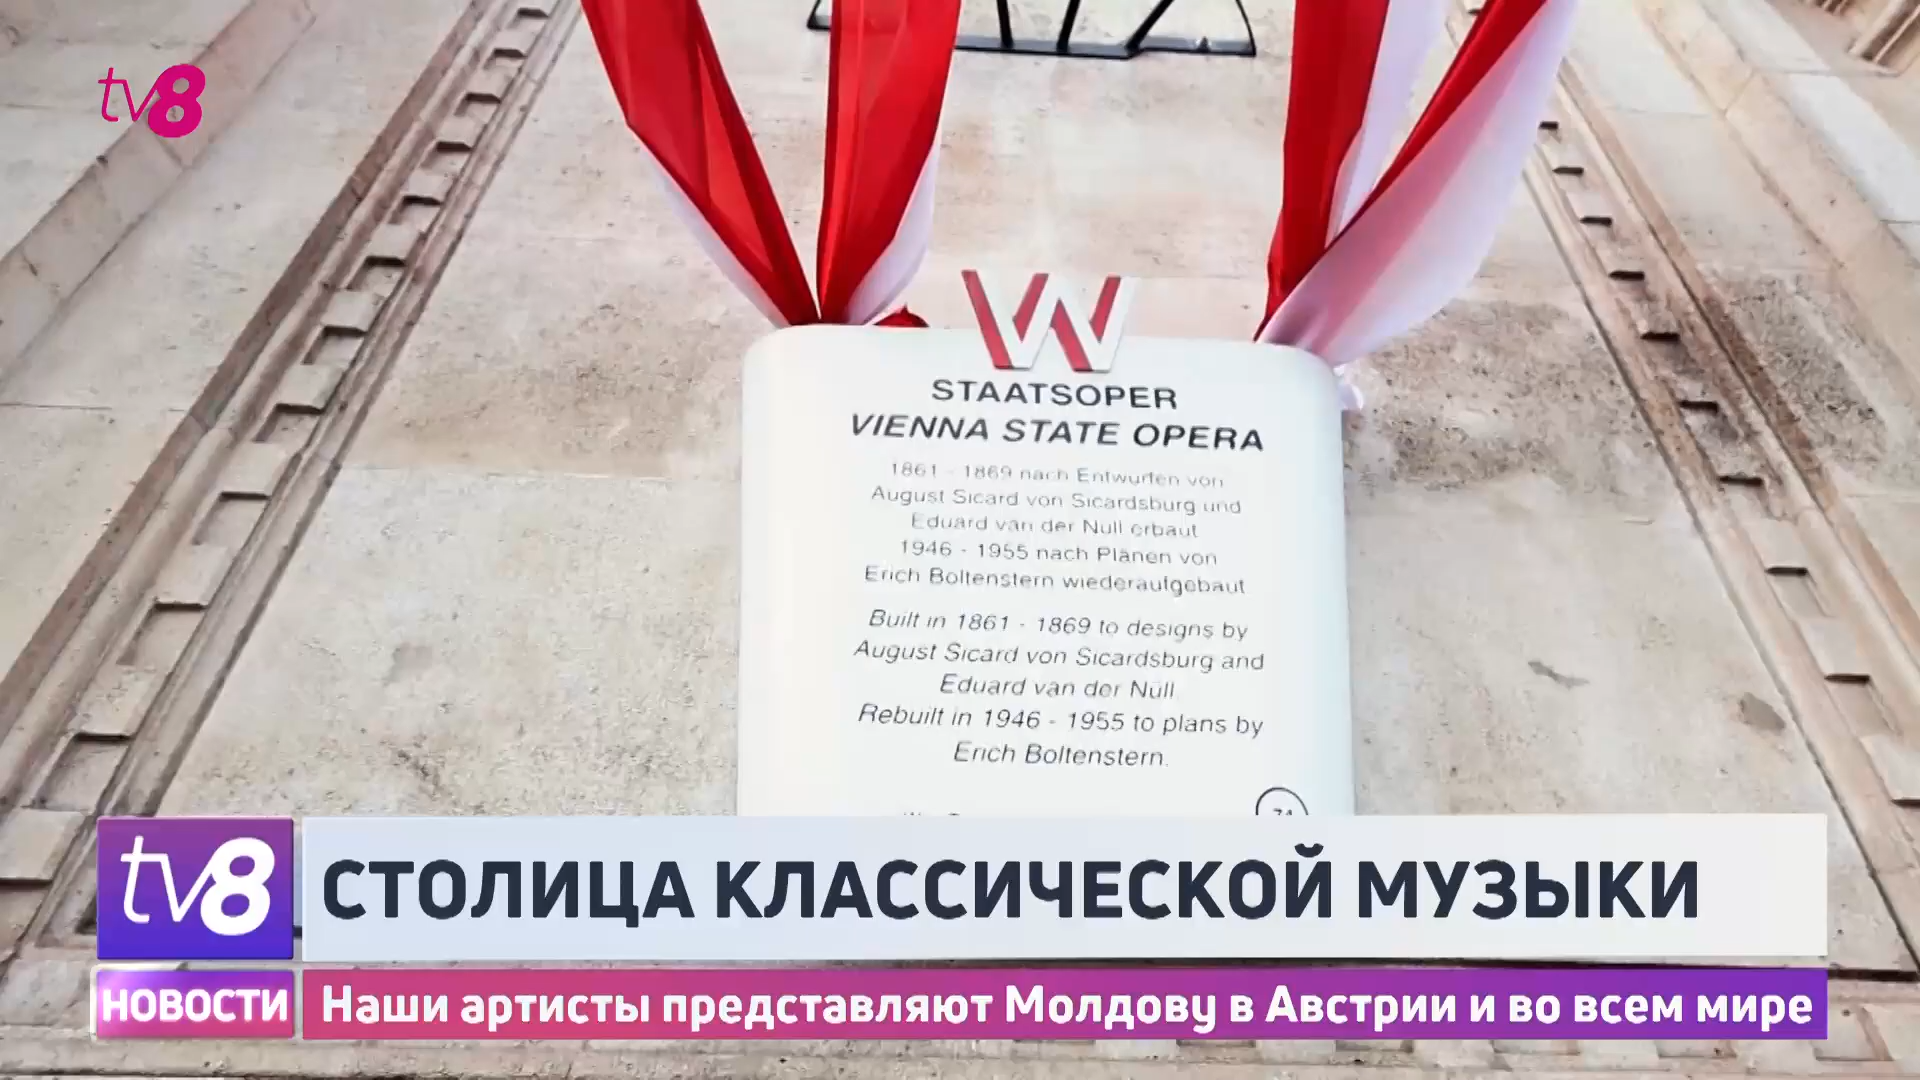 tv8
W
STAATSOPER
VIENNA STATE OPERA
1861 - 1869 nach Entwurfen von
August Sicard von Sicardsburg und
Eduard van der Null erbaut
1946 - 1955 nach Plänen von
Erich Boltenstern wiederaufgebaut
Built in 1861 - 1869 to designs by
August Sicard von Sicardsburg and
Eduard van der Nüll.
Rebuilt in 1946 - 1955 to plans by
Erich Boltenstern.
tv8
СТОЛИЦА КЛАССИЧЕСКОЙ МУЗЫКИ
НОВОСТИ
Наши артисты представляют Молдову в Австрии и во всем мире